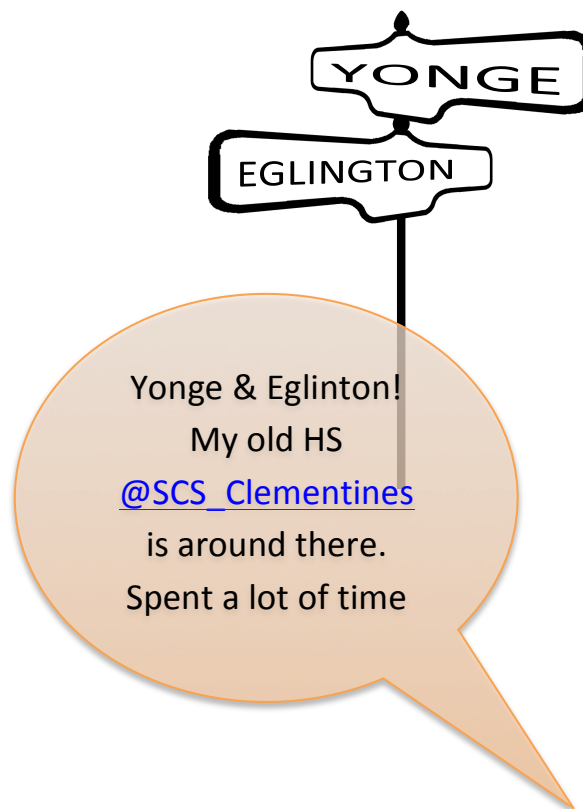 YONGE
EGLINGTON
Yonge & Eglinton!
My old HS
@SCS_Clementines
is around there.
Spent a lot of time